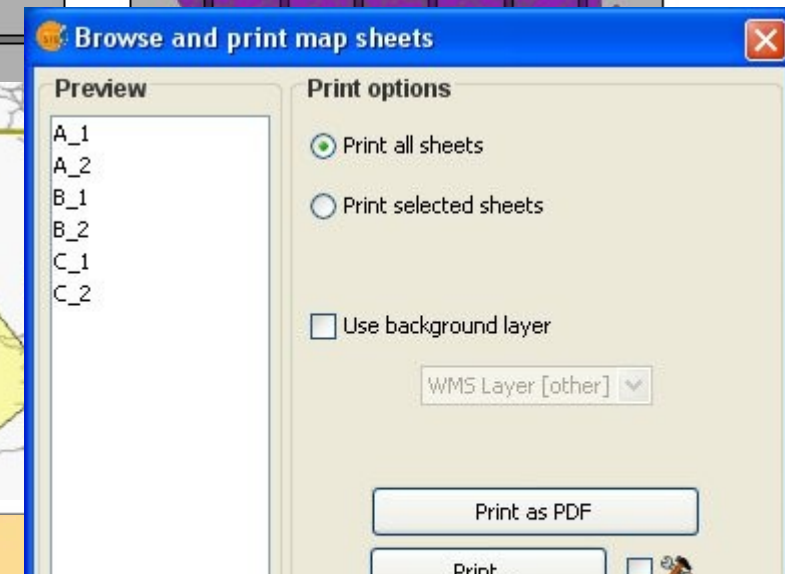 Browse and print map sheets
Preview
A_1
A_2
B_1
B_2
C_1
C_2
Print options
Print all sheets
Print selected sheets
Use background layer
WMS Layer [other]
Print as PDF
Print...